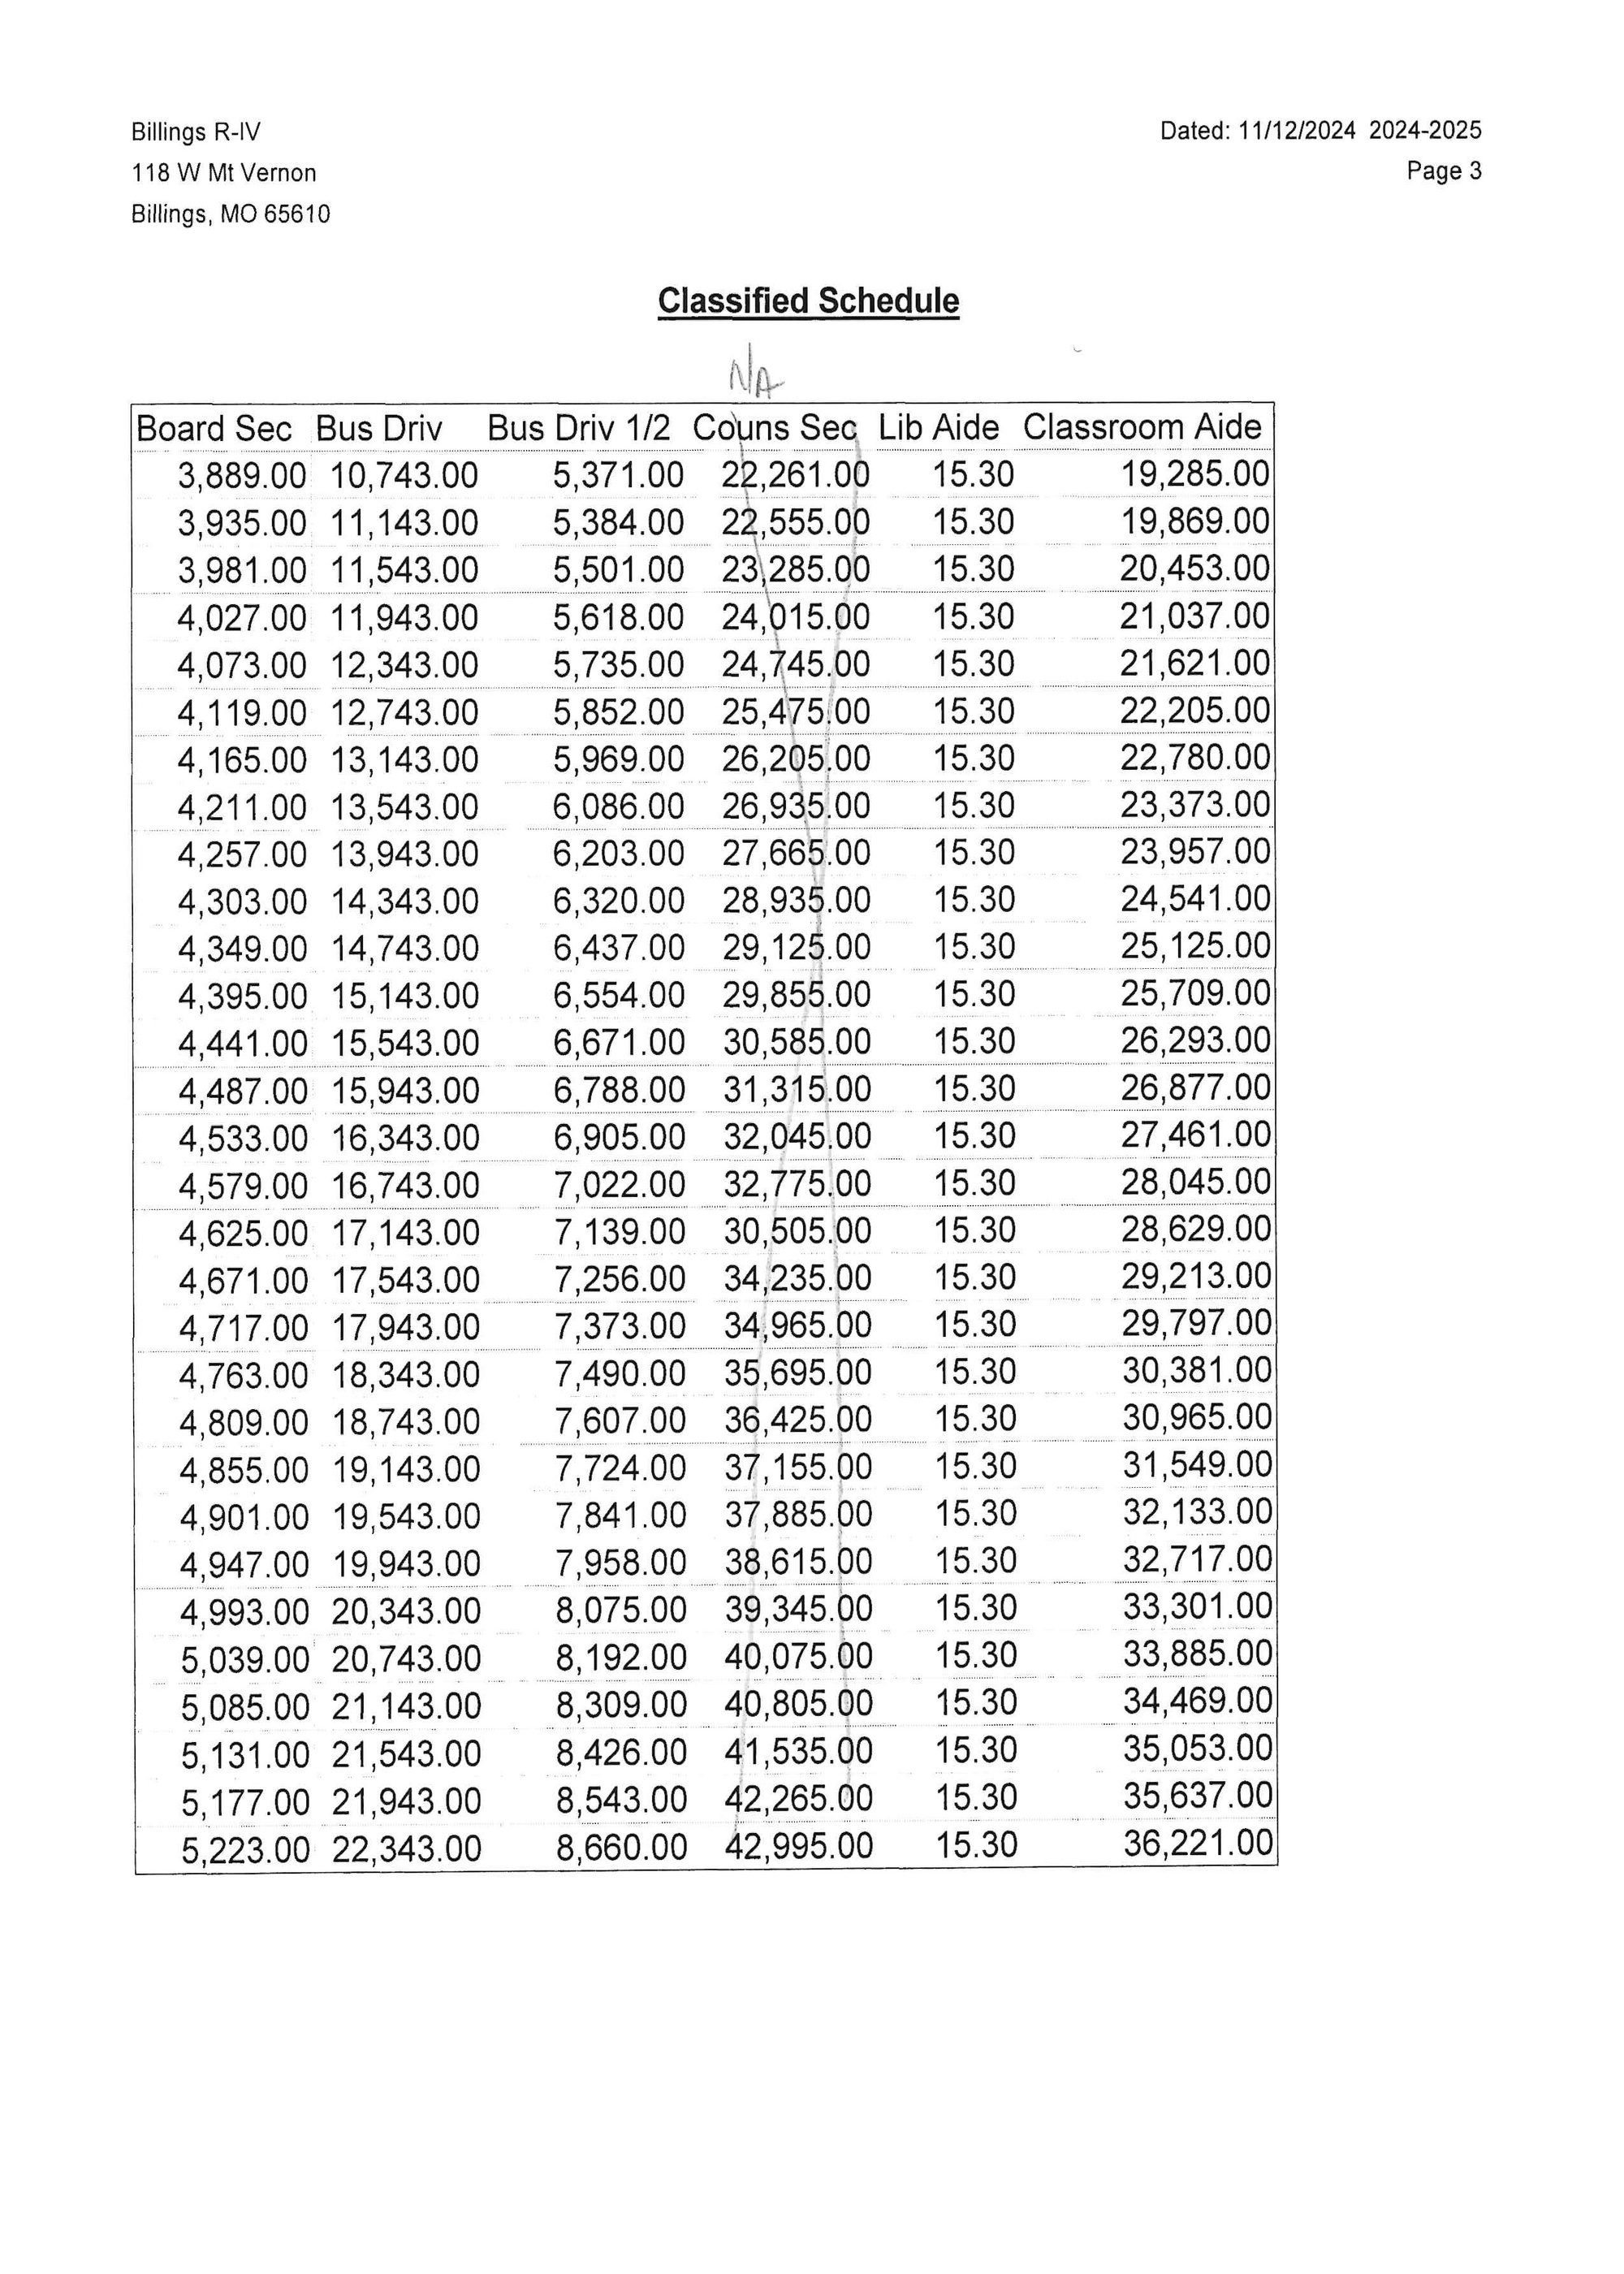 Billings R-IV
Dated: 11/12/2024 2024-2025
118 W Mt Vernon
Page 3
Billings, MO 65610
Classified Schedule
N/A
Board Sec Bus Driv Bus Driv 1/2 Couns Sec Lib Aide Classroom Aide
3,889.00 10,743.00 5,371.00 22,261.00 15.30 19,285.00
3,935.00 11,143.00 5,384.00 22,555.00 15.30 19,869.00
3,981.00 11,543.00 5,501.00 23,285.00 15.30 20,453.00
4,027.00 11,943.00 5,618.00 24,015.00 15.30 21,037.00
4,073.00 12,343.00 5,735.00 24,745.00 15.30 21,621.00
4,119.00 12,743.00 5,852.00 25,475.00 15.30 22,205.00
4,165.00 13,143.00 5,969.00 26,205.00 15.30 22,780.00
4,211.00 13,543.00 6,086.00 26,935.00 15.30 23,373.00
4,257.00 13,943.00 6,203.00 27,665.00 15.30 23,957.00
4,303.00 14,343.00 6,320.00 28,935.00 15.30 24,541.00
4,349.00 14,743.00 6,437.00 29,125.00 15.30 25,125.00
4,395.00 15,143.00 6,554.00 29,855.00 15.30 25,709.00
4,441.00 15,543.00 6,671.00 30,585.00 15.30 26,293.00
4,487.00 15,943.00 6,788.00 31,315.00 15.30 26,877.00
4,533.00 16,343.00 6,905.00 32,045.00 15.30 27,461.00
4,579.00 16,743.00 7,022.00 32,775.00 15.30 28,045.00
4,625.00 17,143.00 7,139.00 30,505.00 15.30 28,629.00
4,671.00 17,543.00 7,256.00 34,235.00 15.30 29,213.00
4,717.00 17,943.00 7,373.00 34,965.00 15.30 29,797.00
4,763.00 18,343.00 7,490.00 35,695.00 15.30 30,381.00
4,809.00 18,743.00 7,607.00 36,425.00 15.30 30,965.00
4,855.00 19,143.00 7,724.00 37,155.00 15.30 31,549.00
4,901.00 19,543.00 7,841.00 37,885.00 15.30 32,133.00
4,947.00 19,943.00 7,958.00 38,615.00 15.30 32,717.00
4,993.00 20,343.00 8,075.00 39,345.00 15.30 33,301.00
5,039.00 20,743.00 8,192.00 40,075.00 15.30 33,885.00
5,085.00 21,143.00 8,309.00 40,805.00 15.30 34,469.00
5,131.00 21,543.00 8,426.00 41,535.00 15.30 35,053.00
5,177.00 21,943.00 8,543.00 42,265.00 15.30 35,637.00
5,223.00 22,343.00 8,660.00 42,995.00 15.30 36,221.00